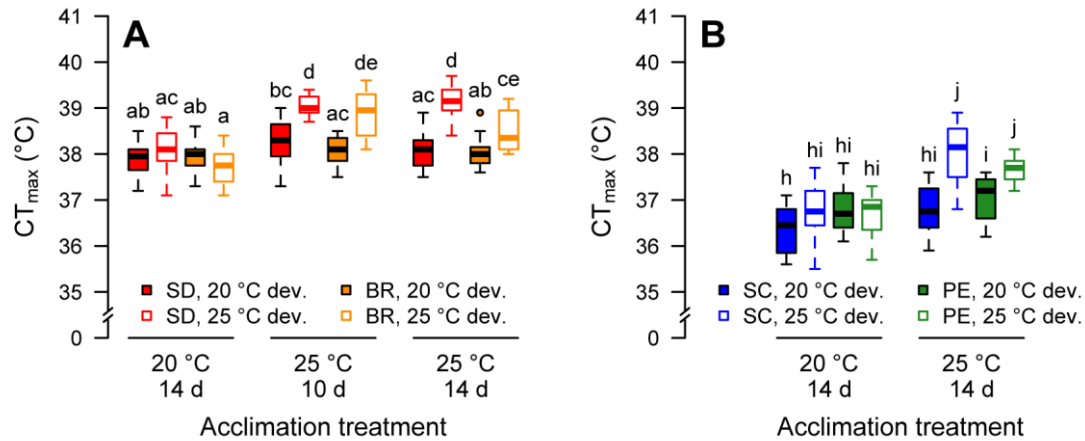 A
CTmax (°C)
41
40
39
38
37
36
35
0
ab ac ab a
bc d ac de
ac d ab ce
SD, 20 °C dev. BR, 20 °C dev.
SD, 25 °C dev. BR, 25 °C dev.
20 °C 25 °C 25 °C
14 d 10 d 14 d
Acclimation treatment
B
CTmax (°C)
41
40
39
38
37
36
35
0
h hi hi hi
hi j i j
SC, 20 °C dev. PE, 20 °C dev.
SC, 25 °C dev. PE, 25 °C dev.
20 °C 25 °C
14 d 14 d
Acclimation treatment